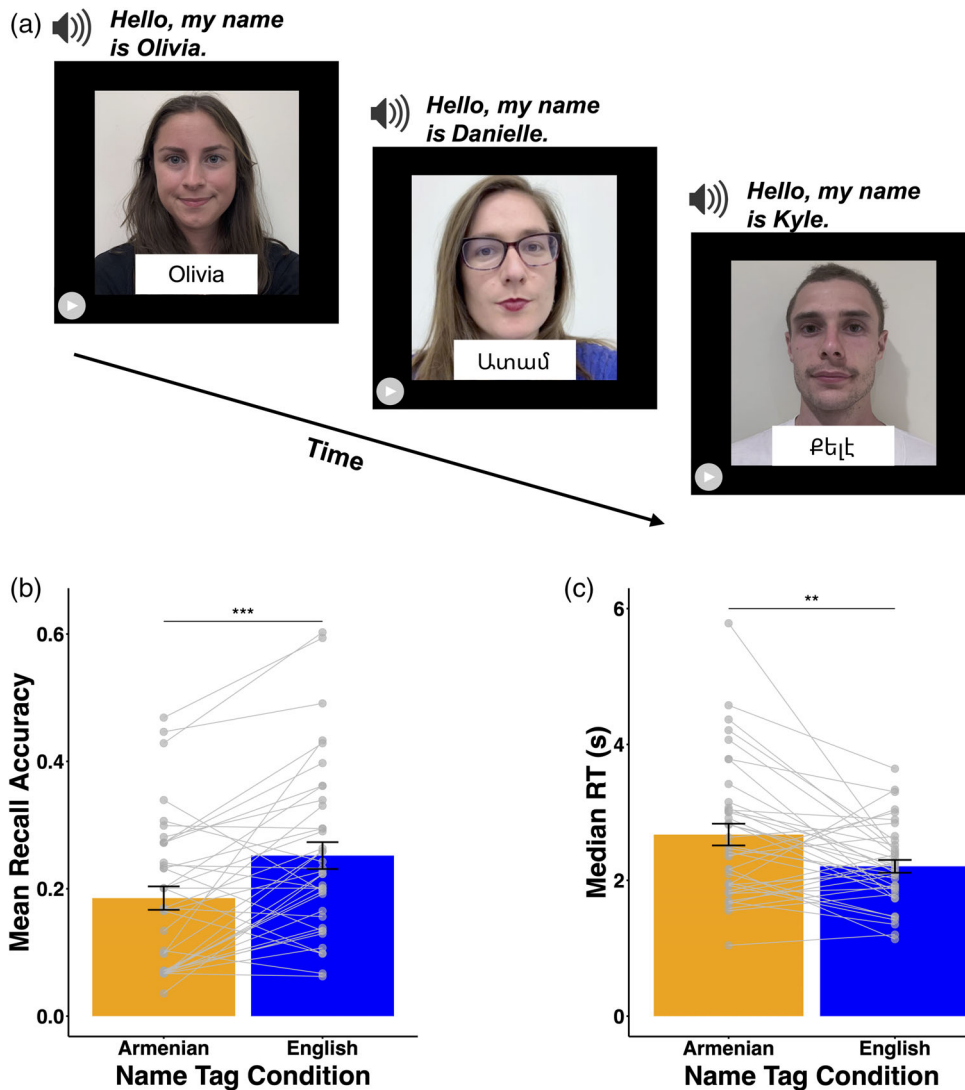 (a)
Hello, my name
is Olivia.
Olivia
Hello, my name
is Danielle.
Ատամ
Hello, my name
is Kyle.
Քելէ
Time
(b)
***
Mean Recall Accuracy
0.6
0.4
0.2
0.0
Armenian
English
Name Tag Condition
(c)
**
Median RT (s)
6
4
2
0
Armenian
English
Name Tag Condition